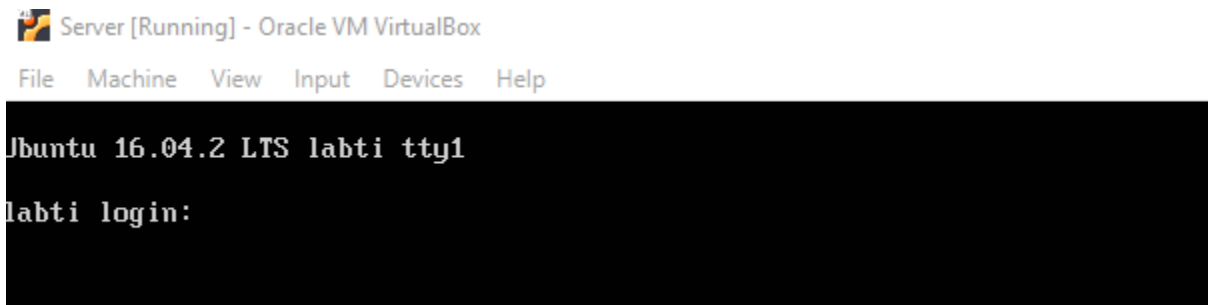 Server [Running] - Oracle VM VirtualBox
File Machine View Input Devices Help
Ubuntu 16.04.2 LTS labti tty1
labti login: